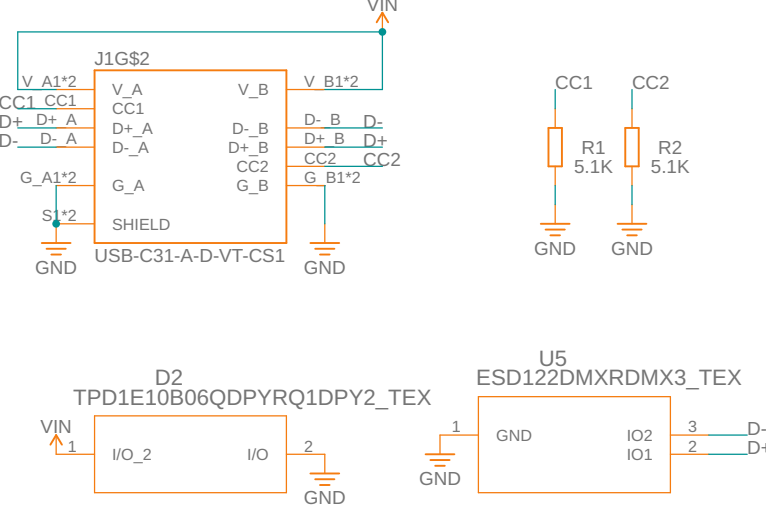 VIN
J1G$2
V_A1*2
V_A
V_B
V_B1*2
CC1
CC1
CC1
D+
D+_A
D+_A
D-_B
D-_B
D-
D-
D-_A
D-_A
D+_B
D+_B
D+
CC2
CC2
CC2
G_A1*2
G_A
G_B
G_B1*2
S1*2
SHIELD
USB-C31-A-D-VT-CS1
GND
GND
CC1
CC2
R1
5.1K
R2
5.1K
GND
GND
D2
TPD1E10B06QDPYRQ1DPY2_TEX
VIN
1
I/O_2
I/O
2
GND
U5
ESD122DMXRDMX3_TEX
1
GND
IO2
3
D-
IO1
2
D+
GND